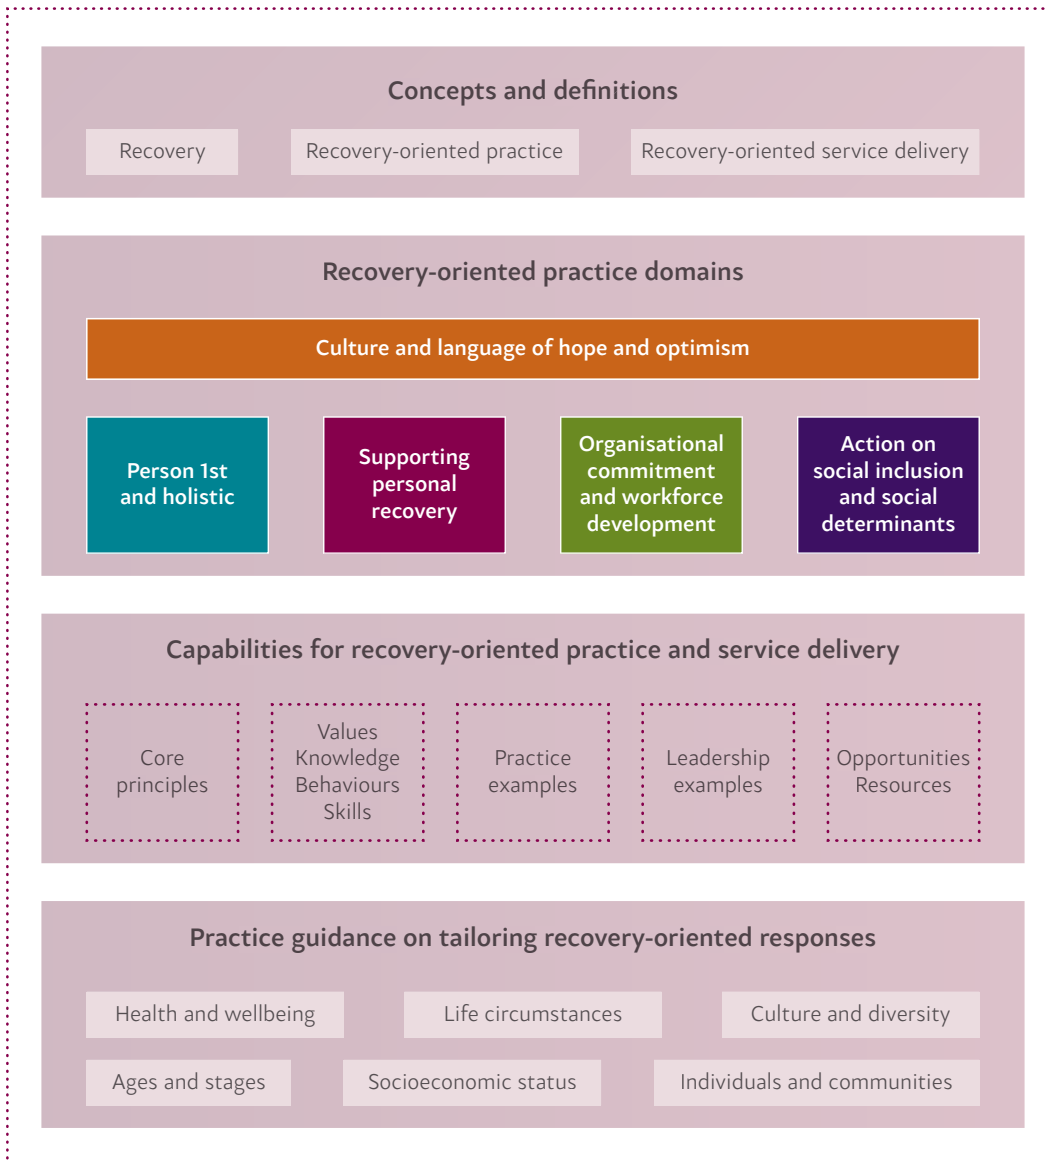 Concepts and definitions
Recovery
Recovery-oriented practice
Recovery-oriented service delivery
Recovery-oriented practice domains
Culture and language of hope and optimism
Person 1st
and holistic
Supporting
personal
recovery
Organisational
commitment
and workforce
development
Action on
social inclusion
and social
determinants
Capabilities for recovery-oriented practice and service delivery
Core
principles
Values
Knowledge
Behaviours
Skills
Practice
examples
Leadership
examples
Opportunities
Resources
Practice guidance on tailoring recovery-oriented responses
Health and wellbeing
Life circumstances
Culture and diversity
Ages and stages
Socioeconomic status
Individuals and communities